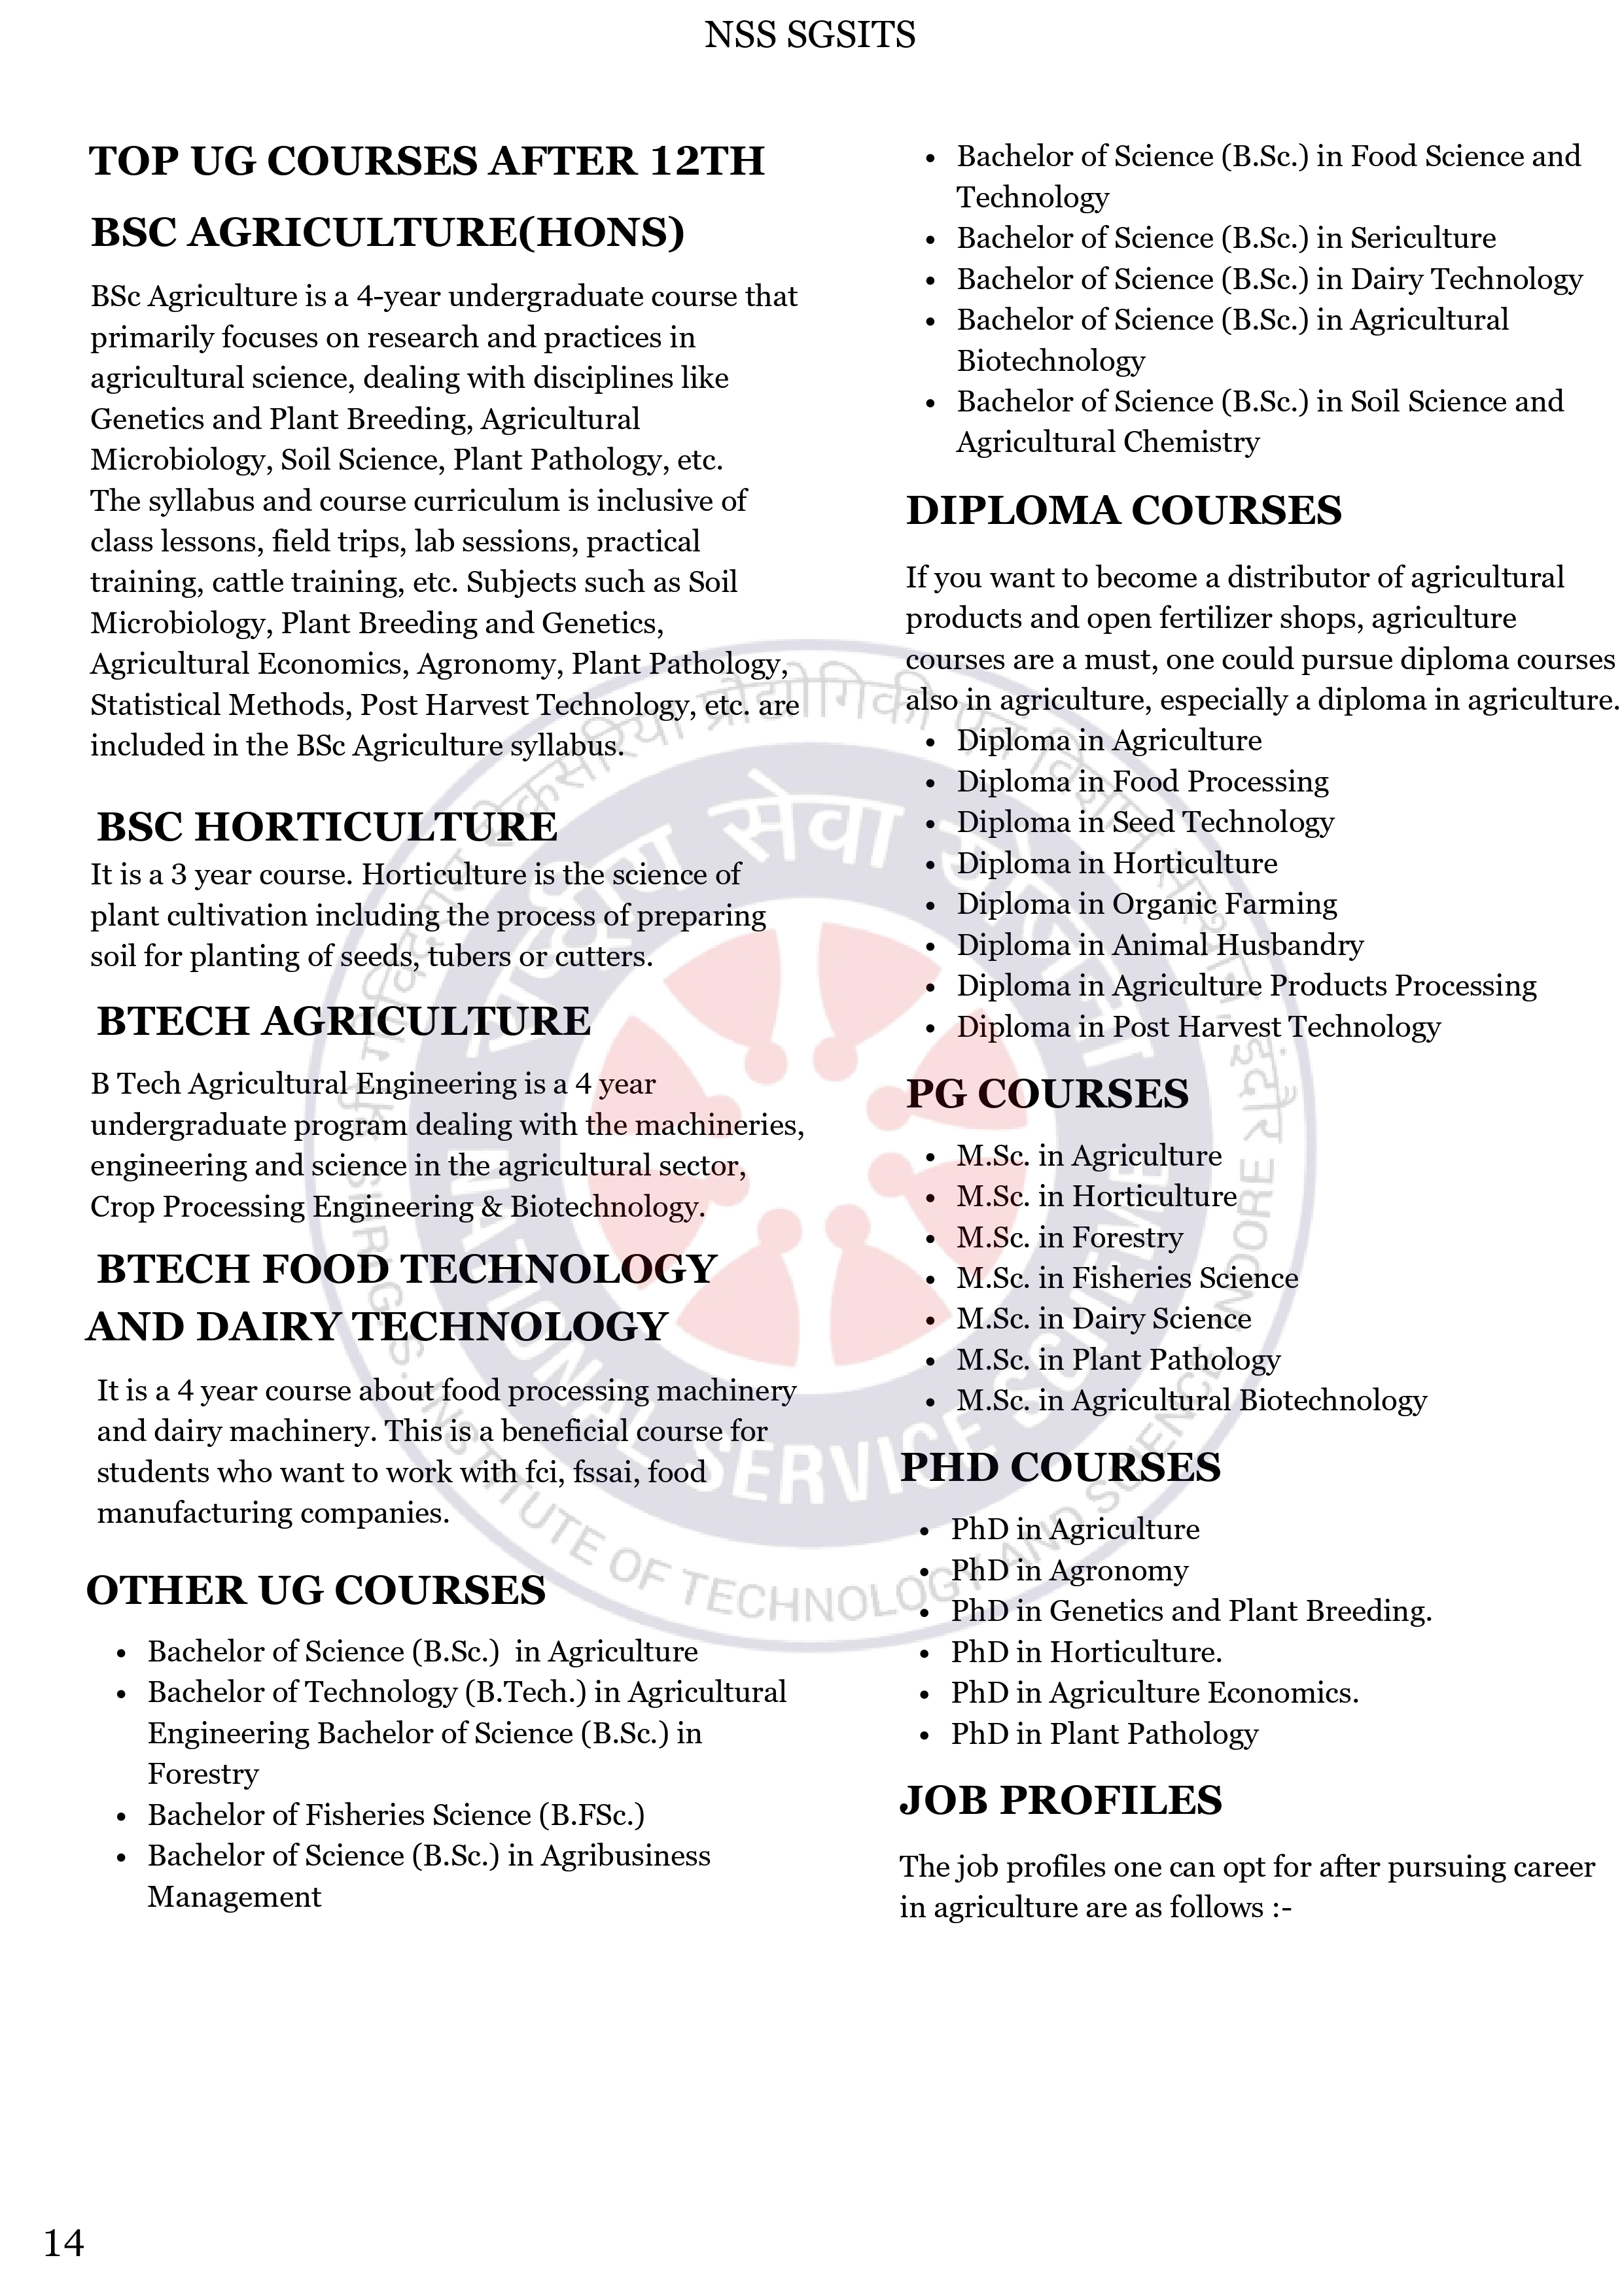 NSS SGSITS
TOP UG COURSES AFTER 12TH
BSC AGRICULTURE(HONS)
BSc Agriculture is a 4-year undergraduate course that
primarily focuses on research and practices in
agricultural science, dealing with disciplines like
Genetics and Plant Breeding, Agricultural
Microbiology, Soil Science, Plant Pathology, etc.
The syllabus and course curriculum is inclusive of
class lessons, field trips, lab sessions, practical
training, cattle training, etc. Subjects such as Soil
Microbiology, Plant Breeding and Genetics,
Agricultural Economics, Agronomy, Plant Pathology,
Statistical Methods, Post Harvest Technology, etc. are
included in the BSc Agriculture syllabus.
BSC HORTICULTURE
It is a 3 year course. Horticulture is the science of
plant cultivation including the process of preparing
soil for planting of seeds, tubers or cutters.
BTECH AGRICULTURE
B Tech Agricultural Engineering is a 4 year
undergraduate program dealing with the machineries,
engineering and science in the agricultural sector,
Crop Processing Engineering & Biotechnology.
BTECH FOOD TECHNOLOGY
AND DAIRY TECHNOLOGY
It is a 4 year course about food processing machinery
and dairy machinery. This is a beneficial course for
students who want to work with fci, fssai, food
manufacturing companies.
OTHER UG COURSES
• Bachelor of Science (B.Sc.)  in Agriculture
• Bachelor of Technology (B.Tech.) in Agricultural
Engineering Bachelor of Science (B.Sc.) in
Forestry
• Bachelor of Fisheries Science (B.FSc.)
• Bachelor of Science (B.Sc.) in Agribusiness
Management
• Bachelor of Science (B.Sc.) in Food Science and
Technology
• Bachelor of Science (B.Sc.) in Sericulture
• Bachelor of Science (B.Sc.) in Dairy Technology
• Bachelor of Science (B.Sc.) in Agricultural
Biotechnology
• Bachelor of Science (B.Sc.) in Soil Science and
Agricultural Chemistry
DIPLOMA COURSES
If you want to become a distributor of agricultural
products and open fertilizer shops, agriculture
courses are a must, one could pursue diploma courses
also in agriculture, especially a diploma in agriculture.
• Diploma in Agriculture
• Diploma in Food Processing
• Diploma in Seed Technology
• Diploma in Horticulture
• Diploma in Organic Farming
• Diploma in Animal Husbandry
• Diploma in Agriculture Products Processing
• Diploma in Post Harvest Technology
PG COURSES
• M.Sc. in Agriculture
• M.Sc. in Horticulture
• M.Sc. in Forestry
• M.Sc. in Fisheries Science
• M.Sc. in Dairy Science
• M.Sc. in Plant Pathology
• M.Sc. in Agricultural Biotechnology
PHD COURSES
• PhD in Agriculture
• PhD in Agronomy
• PhD in Genetics and Plant Breeding.
• PhD in Horticulture.
• PhD in Agriculture Economics.
• PhD in Plant Pathology
JOB PROFILES
The job profiles one can opt for after pursuing career
in agriculture are as follows :-
14
NATIONAL SERVICE SCHEME
INSTITUTE OF TECHNOLOGY AND SCIENCE INDORE